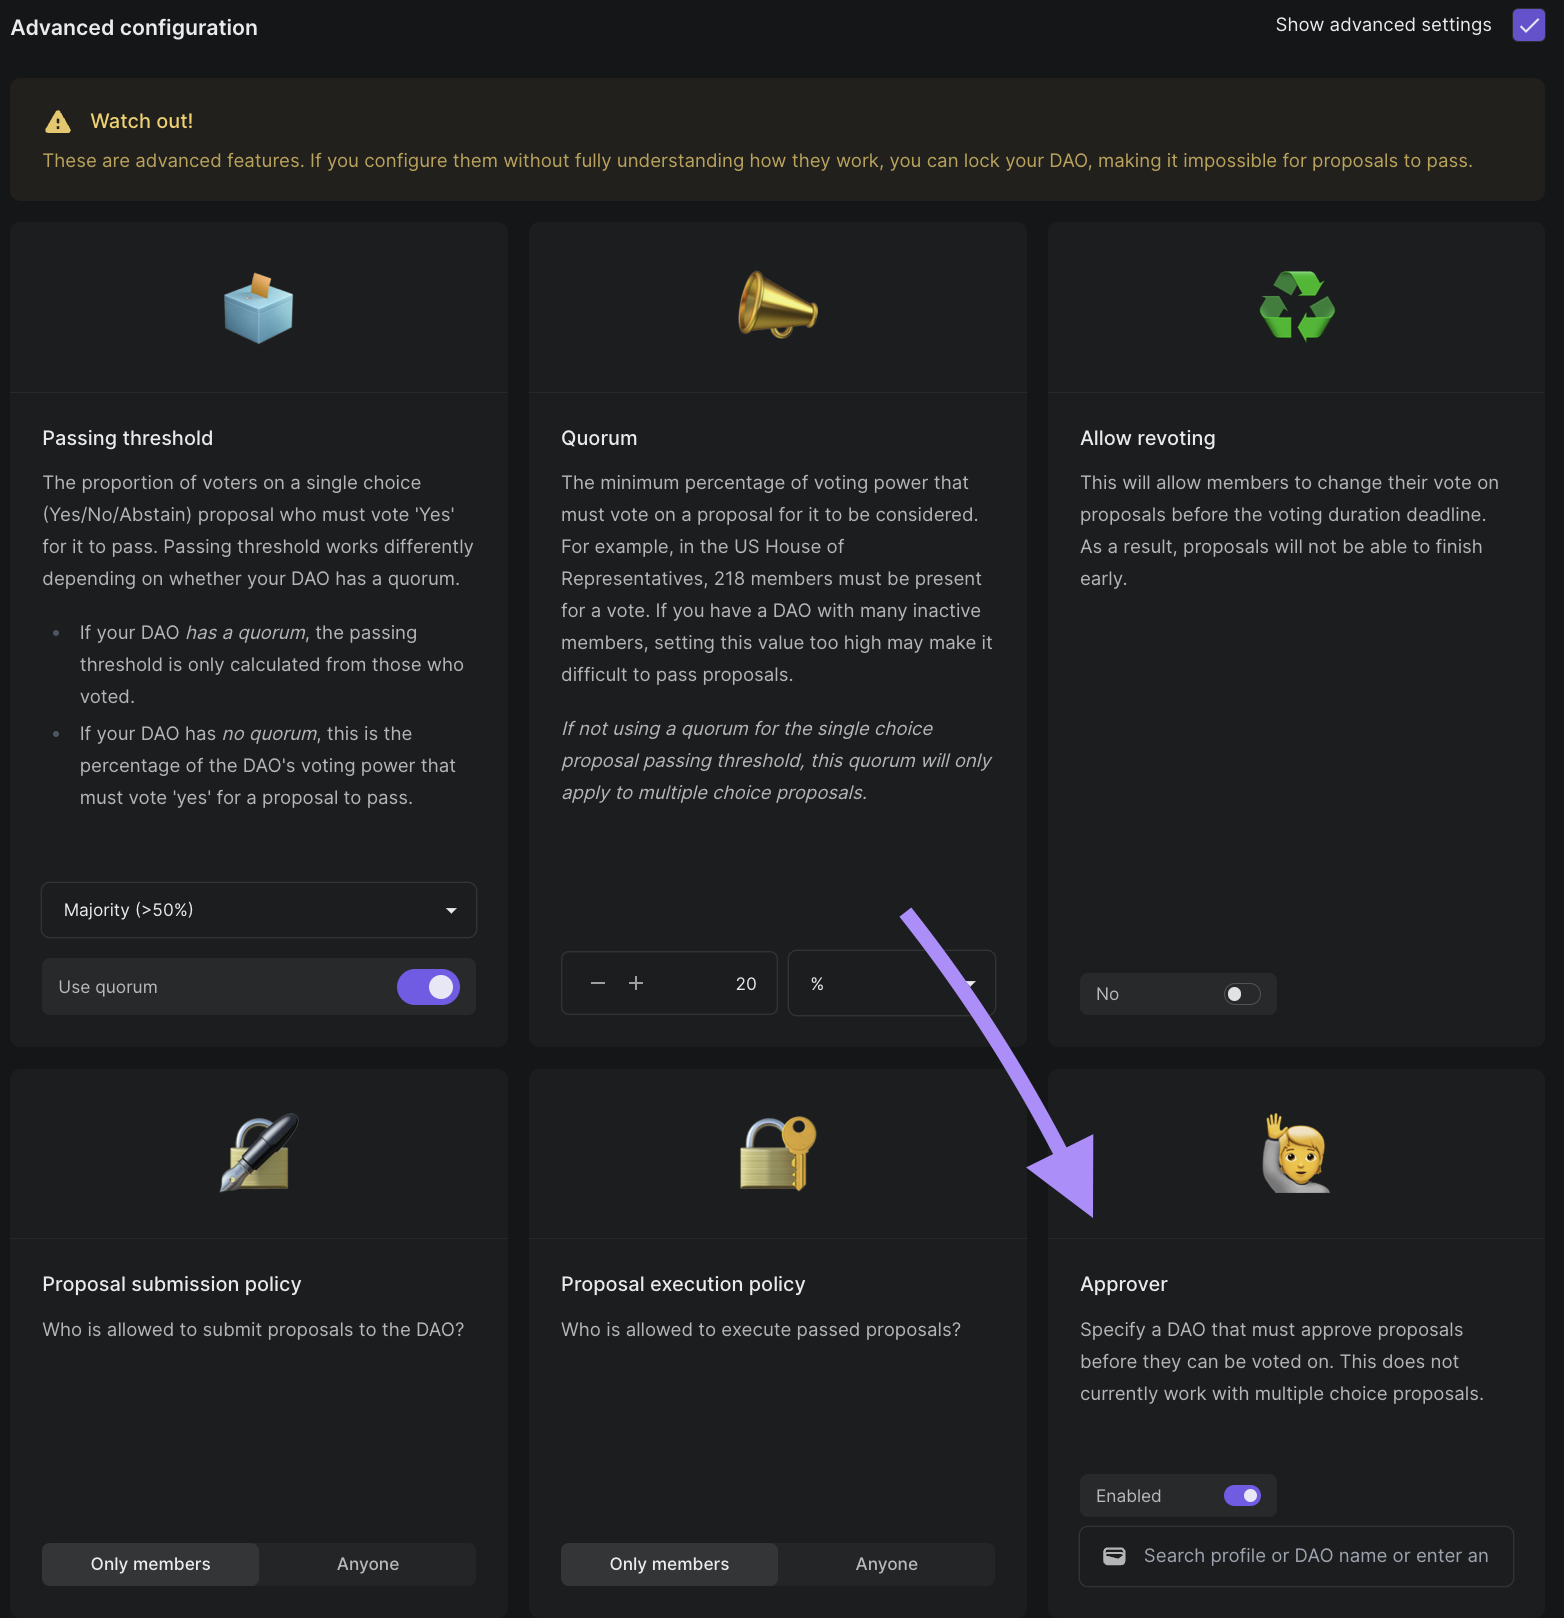 Advanced configuration
Show advanced settings
Watch out!
These are advanced features. If you configure them without fully understanding how they work, you can lock your DAO, making it impossible for proposals to pass.
Passing threshold
The proportion of voters on a single choice
(Yes/No/Abstain) proposal who must vote 'Yes'
for it to pass. Passing threshold works differently
depending on whether your DAO has a quorum.
• If your DAO has a quorum, the passing
threshold is only calculated from those who
voted.
• If your DAO has no quorum, this is the
percentage of the DAO's voting power that
must vote 'yes' for a proposal to pass.
Majority (>50%)
Use quorum
Quorum
The minimum percentage of voting power that
must vote on a proposal for it to be considered.
For example, in the US House of
Representatives, 218 members must be present
for a vote. If you have a DAO with many inactive
members, setting this value too high may make it
difficult to pass proposals.
If not using a quorum for the single choice
proposal passing threshold, this quorum will only
apply to multiple choice proposals.
20
%
Allow revoting
This will allow members to change their vote on
proposals before the voting duration deadline.
As a result, proposals will not be able to finish
early.
No
Proposal submission policy
Who is allowed to submit proposals to the DAO?
Only members
Anyone
Proposal execution policy
Who is allowed to execute passed proposals?
Only members
Anyone
Approver
Specify a DAO that must approve proposals
before they can be voted on. This does not
currently work with multiple choice proposals.
Enabled
Search profile or DAO name or enter an